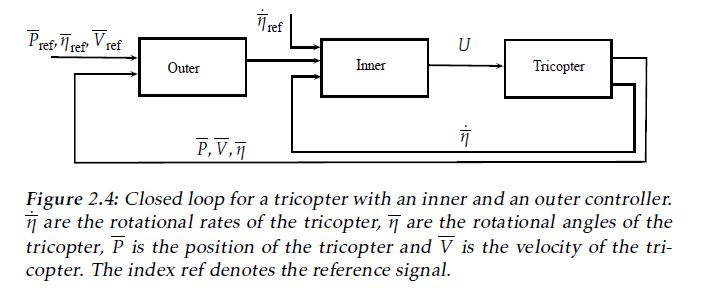 P̅ref, η̅ref, V̅ref
η̅̇ref
Outer
Inner
U
Tricopter
P̅, V̅, η̅
η̅̇
Figure 2.4: Closed loop for a tricopter with an inner and an outer controller.
η̅̇ are the rotational rates of the tricopter, η̅ are the rotational angles of the
tricopter, P̅ is the position of the tricopter and V̅ is the velocity of the tri-
copter. The index ref denotes the reference signal.